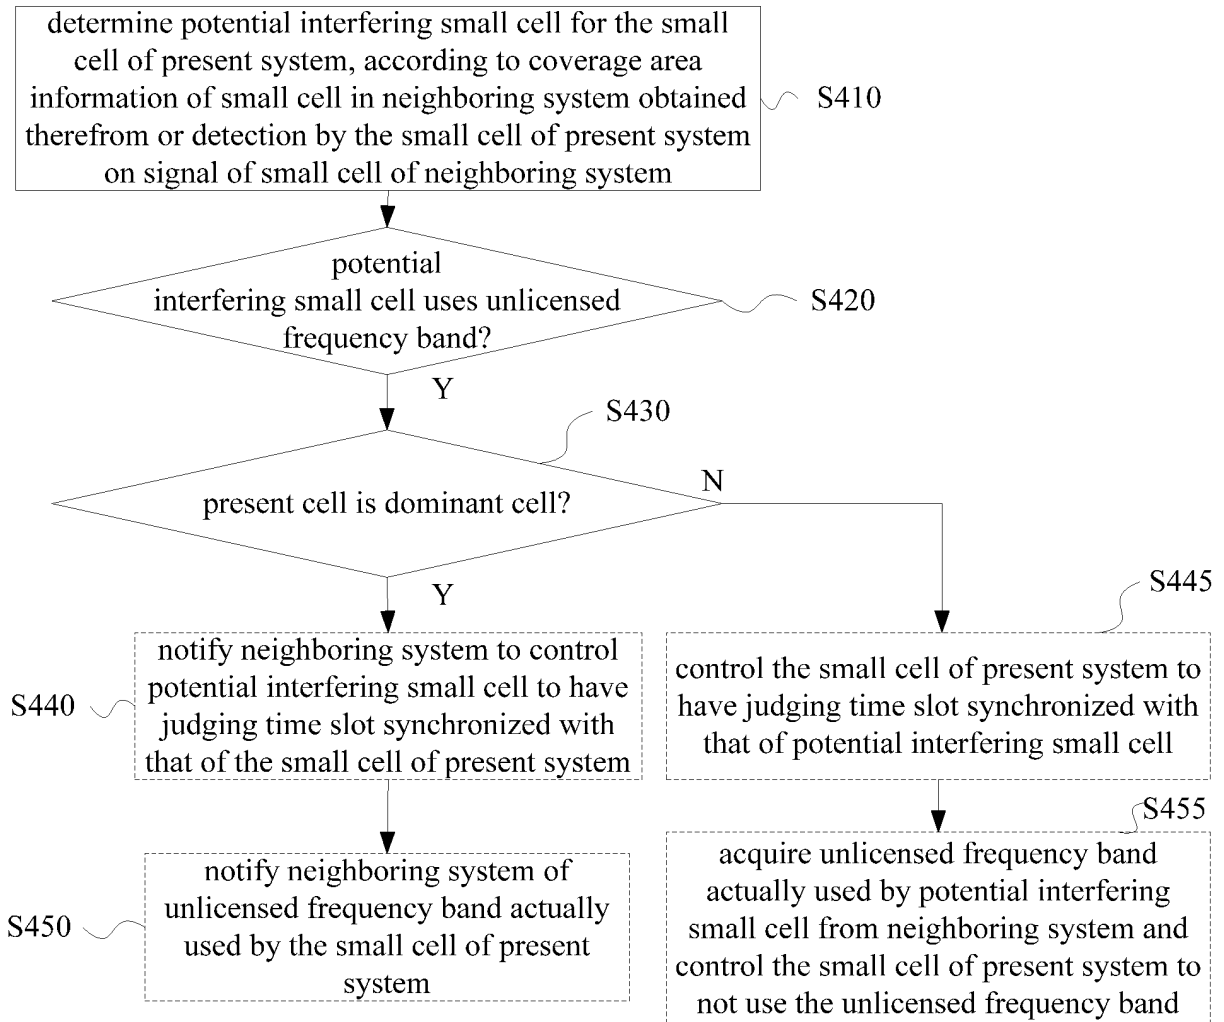 determine potential interfering small cell for the small
cell of present system, according to coverage area
information of small cell in neighboring system obtained
therefrom or detection by the small cell of present system
on signal of small cell of neighboring system
S410
potential
interfering small cell uses unlicensed
frequency band?
S420
Y
S430
present cell is dominant cell?
N
Y
S445
notify neighboring system to control
potential interfering small cell to have
judging time slot synchronized with
that of the small cell of present system
S440
control the small cell of present system to
have judging time slot synchronized with
that of potential interfering small cell
S455
notify neighboring system of
unlicensed frequency band actually
used by the small cell of present
system
S450
acquire unlicensed frequency band
actually used by potential interfering
small cell from neighboring system and
control the small cell of present system to
not use the unlicensed frequency band